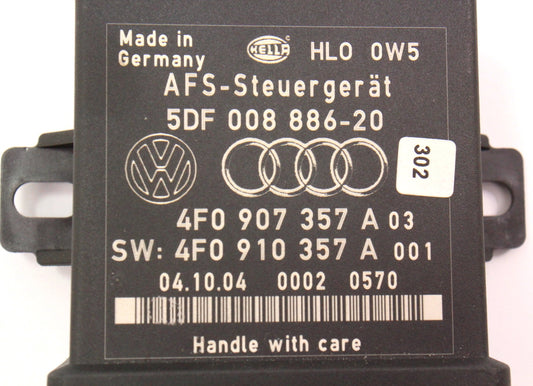 Made in
Germany
HELLA
HLO 0W5
AFS-Steuergerät
5DF 008 886-20
302
4F0 907 357 A 03
SW: 4F0 910 357 A 001
04.10.04 0002 0570
Handle with care